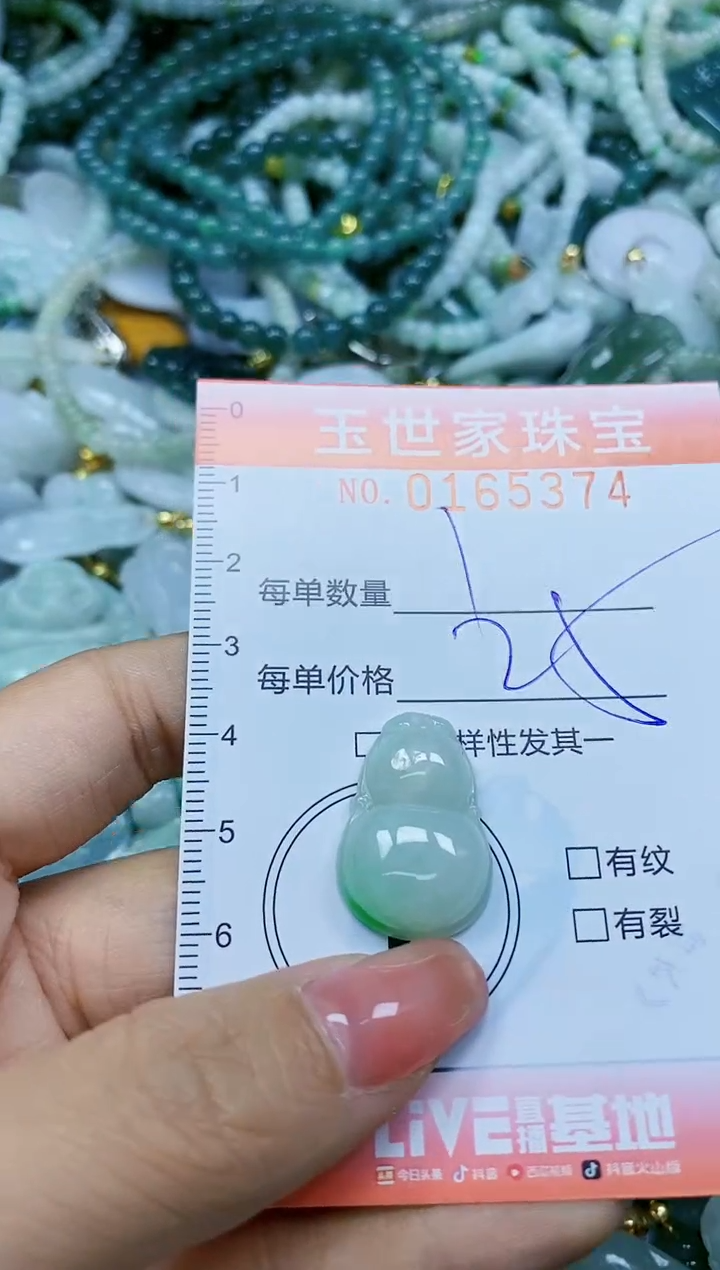 0
玉世家珠宝
1
NO. 0165374
2
每单数量
3
每单价格
4
样性发其一
5
□有纹
6
□有裂
LiVE直播基地
今日头条 抖音 西瓜视频 抖音火山版